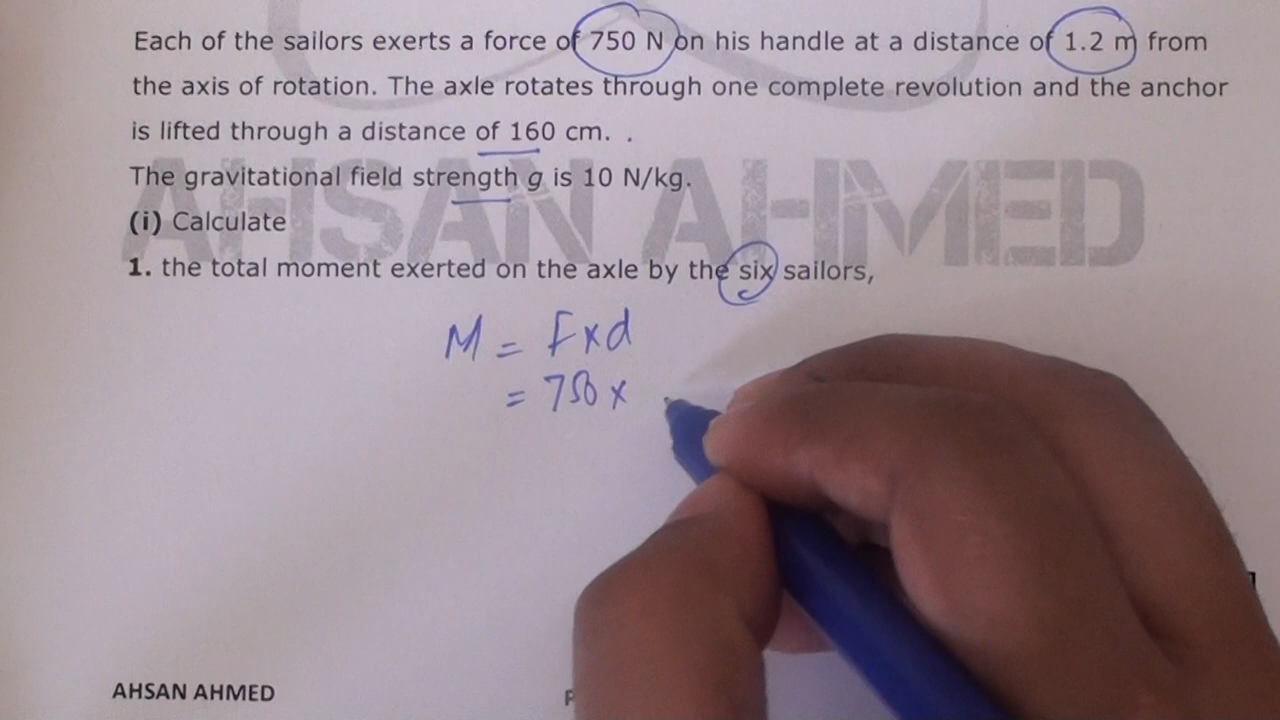 Each of the sailors exerts a force of 750 N on his handle at a distance of 1.2 m from
the axis of rotation. The axle rotates through one complete revolution and the anchor
is lifted through a distance of 160 cm. .
The gravitational field strength g is 10 N/kg.
AHSAN AHMED
(i) Calculate
1. the total moment exerted on the axle by the six sailors,
M = F x d
= 750 x
AHSAN AHMED